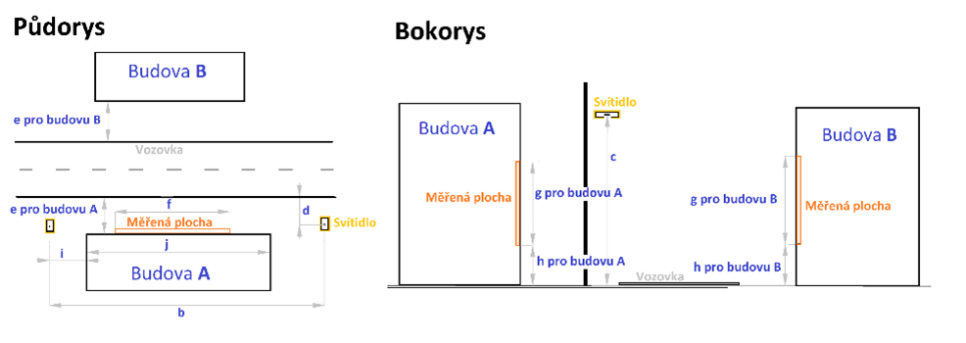 Půdorys
Budova B
e pro budovu B
Vozovka
e pro budovu A
f
d
Měřená plocha
Svítidlo
j
i
Budova A
b
Bokorys
Svítidlo
Budova A
Budova B
c
g pro budovu A
Měřená plocha
g pro budovu B
Měřená plocha
h pro budovu A
h pro budovu B
Vozovka